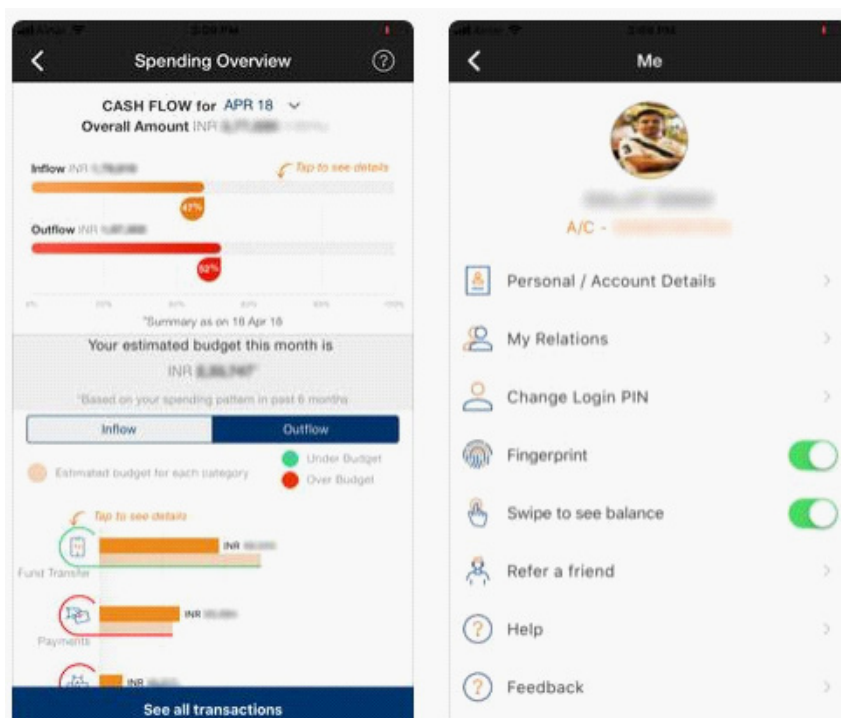 Spending Overview
?
CASH FLOW for APR 18
Overall Amount INR
Inflow INR
Tap to see details
47%
Outflow INR
52%
0%
100%
*Summary as on 18 Apr 18
Your estimated budget this month is
INR
*Based on your spending pattern in past 6 months
Inflow Outflow
Estimated budget for each category
Under Budget
Over Budget
Tap to see details
INR
Fund Transfer
INR
Payments
INR
See all transactions
Me
A/C -
Personal / Account Details
My Relations
Change Login PIN
Fingerprint
Swipe to see balance
Refer a friend
? Help
? Feedback